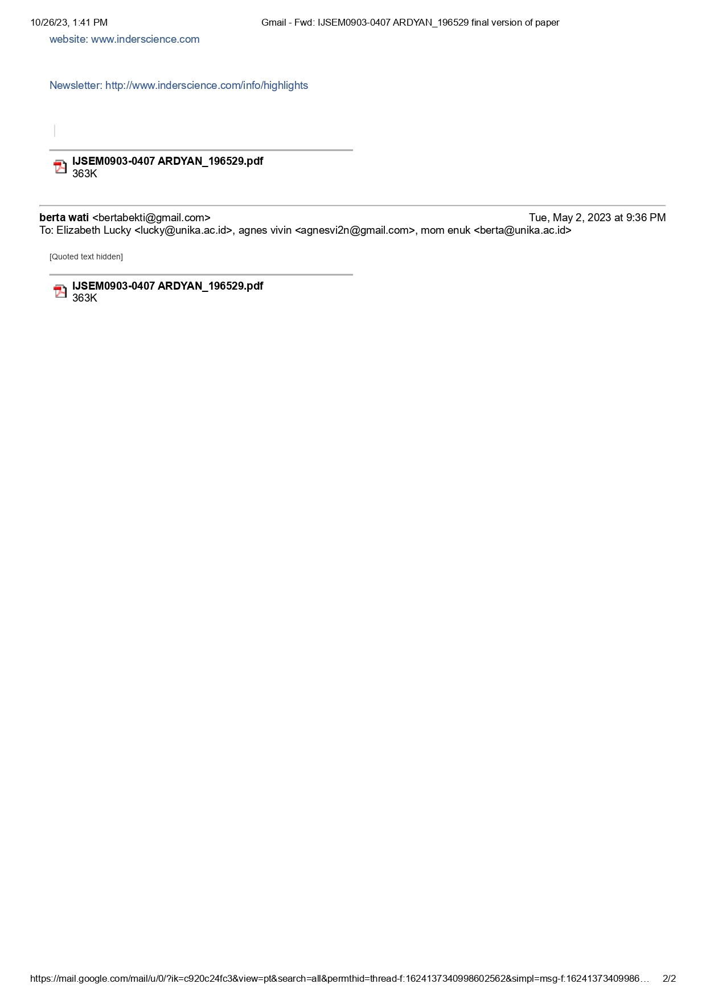 10/26/23, 1:41 PM Gmail - Fwd: IJSEM0903-0407 ARDYAN_196529 final version of paper
website: www.inderscience.com
Newsletter: http://www.inderscience.com/info/highlights
IJSEM0903-0407 ARDYAN_196529.pdf
363K
berta wati <bertabekti@gmail.com> Tue, May 2, 2023 at 9:36 PM
To: Elizabeth Lucky <lucky@unika.ac.id>, agnes vivin <agnesvi2n@gmail.com>, mom enuk <berta@unika.ac.id>
[Quoted text hidden]
IJSEM0903-0407 ARDYAN_196529.pdf
363K
https://mail.google.com/mail/u/0/?ik=c920c24fc3&view=pt&search=all&permthid=thread-f:1624137340998602562&simpl=msg-f:16241373409986… 2/2